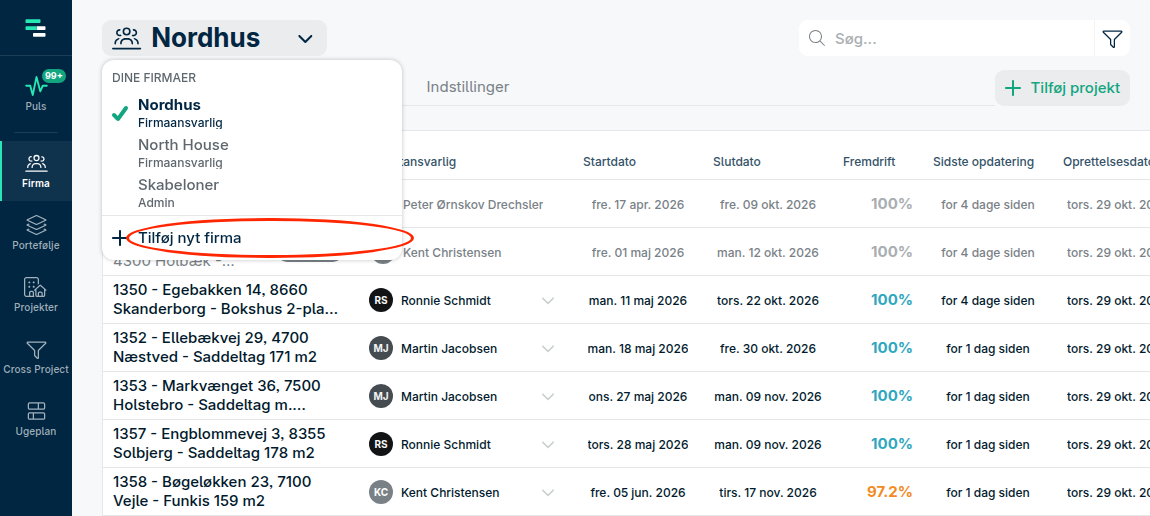 Nordhus
Søg...
99+
Puls
Firma
Portefølje
Projekter
Cross Project
Ugeplan
DINE FIRMAER
Nordhus
Firmaansvarlig
North House
Firmaansvarlig
Skabeloner
Admin
Tilføj nyt firma
Indstillinger
Tilføj projekt
ansvarlig Startdato Slutdato Fremdrift Sidste opdatering Oprettelsesdato
Peter Ørnskov Drechsler fre. 17 apr. 2026 fre. 09 okt. 2026 100% for 4 dage siden tors. 29 okt. 20
4300 Holbæk -...
Kent Christensen fre. 01 maj 2026 man. 12 okt. 2026 100% for 4 dage siden tors. 29 okt. 20
1350 - Egebakken 14, 8660
Skanderborg - Bokshus 2-pla...
RS Ronnie Schmidt man. 11 maj 2026 tors. 22 okt. 2026 100% for 4 dage siden tors. 29 okt. 20
1352 - Ellebækvej 29, 4700
Næstved - Saddeltag 171 m2
MJ Martin Jacobsen man. 18 maj 2026 fre. 30 okt. 2026 100% for 1 dag siden tors. 29 okt. 20
1353 - Markvænget 36, 7500
Holstebro - Saddeltag m....
MJ Martin Jacobsen ons. 27 maj 2026 man. 09 nov. 2026 100% for 1 dag siden tors. 29 okt. 20
1357 - Engblommevej 3, 8355
Solbjerg - Saddeltag 178 m2
RS Ronnie Schmidt tors. 28 maj 2026 man. 09 nov. 2026 100% for 1 dag siden tors. 29 okt. 20
1358 - Bøgeløkken 23, 7100
Vejle - Funkis 159 m2
KC Kent Christensen fre. 05 jun. 2026 tirs. 17 nov. 2026 97.2% for 1 dag siden tors. 29 okt. 20